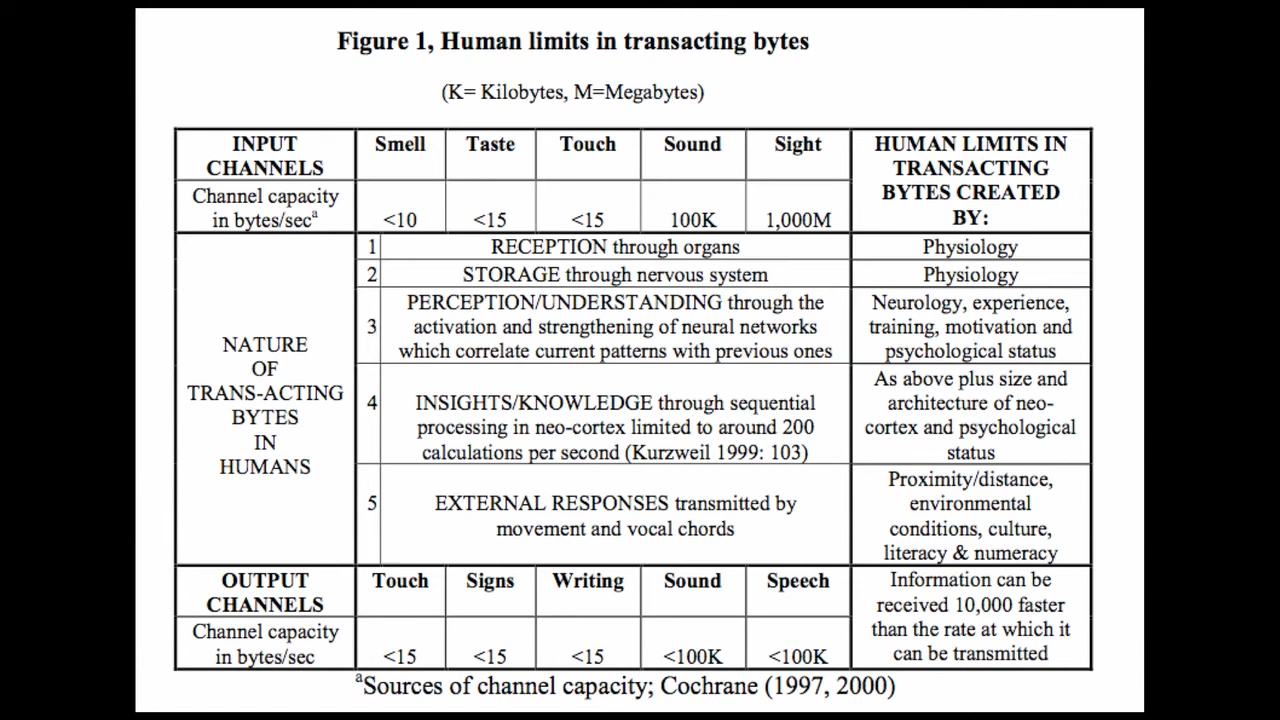 Figure 1, Human limits in transacting bytes
(K= Kilobytes, M=Megabytes)
INPUT CHANNELS Smell Taste Touch Sound Sight HUMAN LIMITS IN TRANSACTING BYTES CREATED BY:
Channel capacity in bytes/secᵃ <10 <15 <15 100K 1,000M
NATURE OF TRANS-ACTING BYTES IN HUMANS
1 RECEPTION through organs Physiology
2 STORAGE through nervous system Physiology
3 PERCEPTION/UNDERSTANDING through the activation and strengthening of neural networks which correlate current patterns with previous ones Neurology, experience, training, motivation and psychological status
4 INSIGHTS/KNOWLEDGE through sequential processing in neo-cortex limited to around 200 calculations per second (Kurzweil 1999: 103) As above plus size and architecture of neo-cortex and psychological status
5 EXTERNAL RESPONSES transmitted by movement and vocal chords Proximity/distance, environmental conditions, culture, literacy & numeracy
OUTPUT CHANNELS Touch Signs Writing Sound Speech Information can be received 10,000 faster than the rate at which it can be transmitted
Channel capacity in bytes/sec <15 <15 <15 <100K <100K
ᵃSources of channel capacity; Cochrane (1997, 2000)